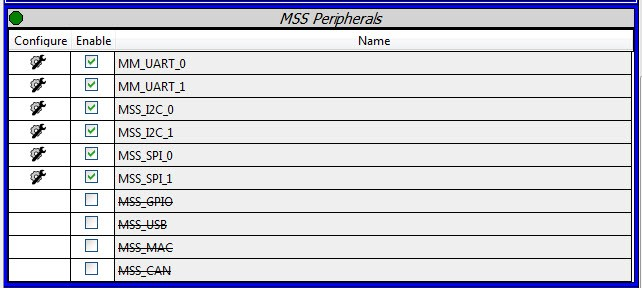 MSS Peripherals
Configure Enable Name
MM_UART_0
MM_UART_1
MSS_I2C_0
MSS_I2C_1
MSS_SPI_0
MSS_SPI_1
MSS_GPIO
MSS_USB
MSS_MAC
MSS_CAN